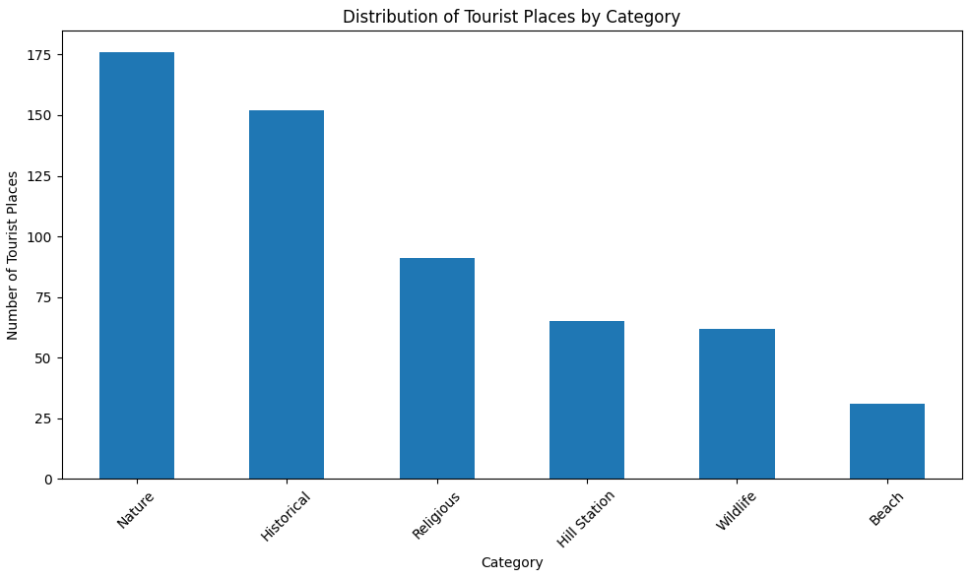 Distribution of Tourist Places by Category
Number of Tourist Places
175
150
125
100
75
50
25
0
Nature
Historical
Religious
Hill Station
Wildlife
Beach
Category